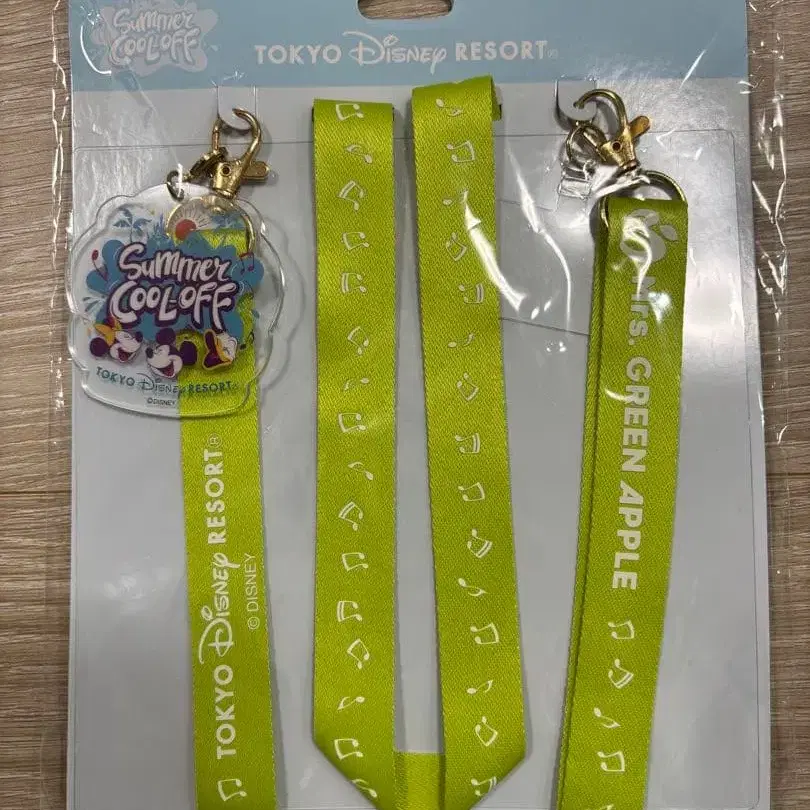 Summer
COOL-OFF
TOKYO Disney RESORT®
Summer
COOL-OFF
TOKYO Disney RESORT®
©DISNEY
TOKYO Disney RESORT®
© DISNEY
Mrs. GREEN APPLE